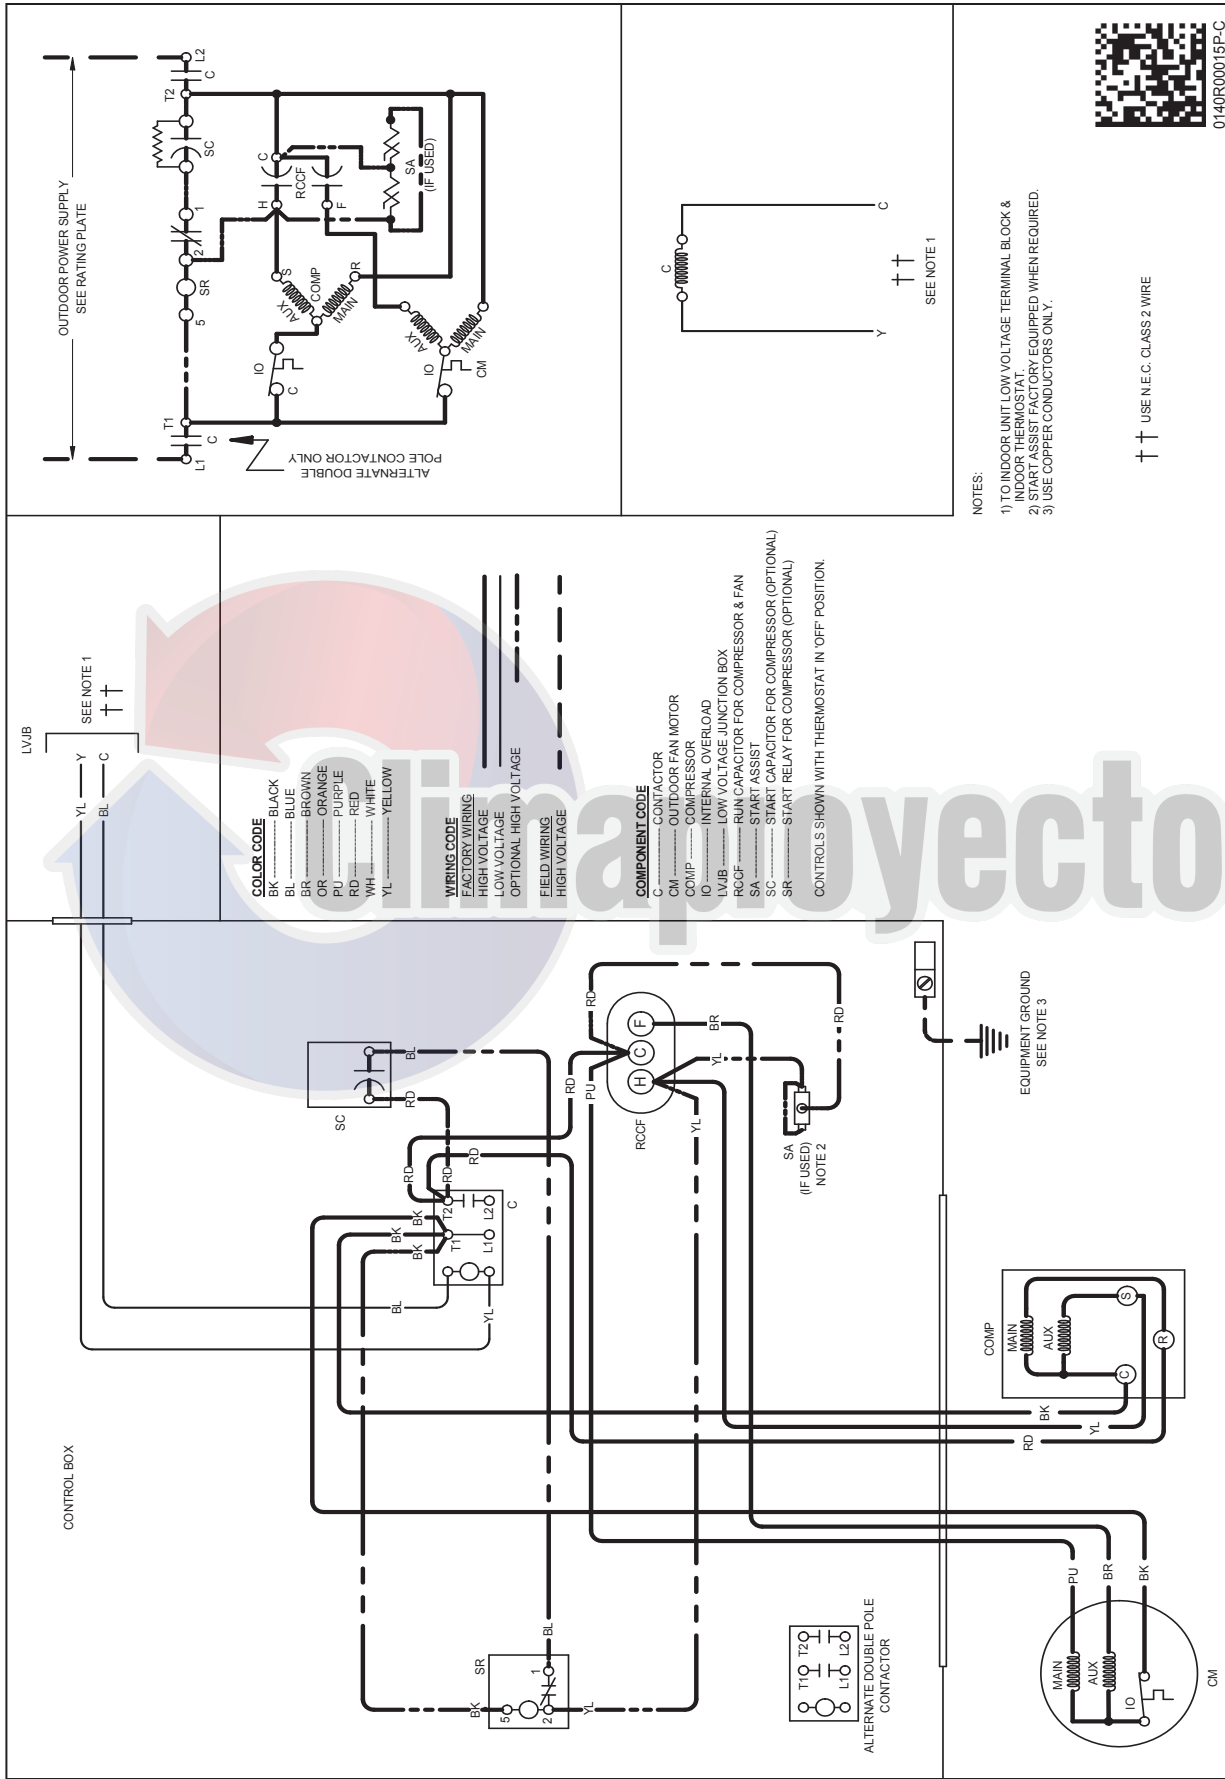 CONTROL BOX
LVJB
YL
Y
BL
C
SEE NOTE 1
†† 
SC
RD
BL
RD
RD
RD
RD
BK
BK
BK
T2
T1
L2
L1
C
BL
YL
RD
PU
RD
RCCF
H
C
F
YL
BR
YL
RD
SA
(IF USED)
NOTE 2
SR
BK
5
2
1
BL
YL
T1
T2
L1
L2
ALTERNATE DOUBLE POLE
CONTACTOR
COMP
MAIN
AUX
S
C
R
BK
YL
RD
PU
BR
BK
MAIN
AUX
IO
CM
EQUIPMENT GROUND
SEE NOTE 3
COLOR CODE
BK ---------- BLACK
BL ---------- BLUE
BR ---------- BROWN
OR ---------- ORANGE
PU ---------- PURPLE
RD ---------- RED
WH ---------- WHITE
YL ---------- YELLOW
WIRING CODE
FACTORY WIRING
HIGH VOLTAGE
LOW VOLTAGE
OPTIONAL HIGH VOLTAGE
FIELD WIRING
HIGH VOLTAGE
COMPONENT CODE
C ---------- CONTACTOR
CM ---------- OUTDOOR FAN MOTOR
COMP ---------- COMPRESSOR
IO ---------- INTERNAL OVERLOAD
LVJB ---------- LOW VOLTAGE JUNCTION BOX
RCCF ---------- RUN CAPACITOR FOR COMPRESSOR & FAN
SA ---------- START ASSIST
SC ---------- START CAPACITOR FOR COMPRESSOR (OPTIONAL)
SR ---------- START RELAY FOR COMPRESSOR (OPTIONAL)
CONTROLS SHOWN WITH THERMOSTAT IN "OFF" POSITION.
OUTDOOR POWER SUPPLY
SEE RATING PLATE
L1
C
T1
5
SR
2
1
SC
T2
C
L2
ALTERNATE DOUBLE
POLE CONTACTOR ONLY
IO
C
AUX
S
COMP
MAIN
R
H
RCCF
C
F
SA
(IF USED)
IO
AUX
MAIN
CM
C
Y
C
††
SEE NOTE 1
NOTES:
1) TO INDOOR UNIT LOW VOLTAGE TERMINAL BLOCK &
INDOOR THERMOSTAT.
2) START ASSIST FACTORY EQUIPPED WHEN REQUIRED.
3) USE COPPER CONDUCTORS ONLY.
†† USE N.E.C. CLASS 2 WIRE
0140R00015P-C
Climaproyecto